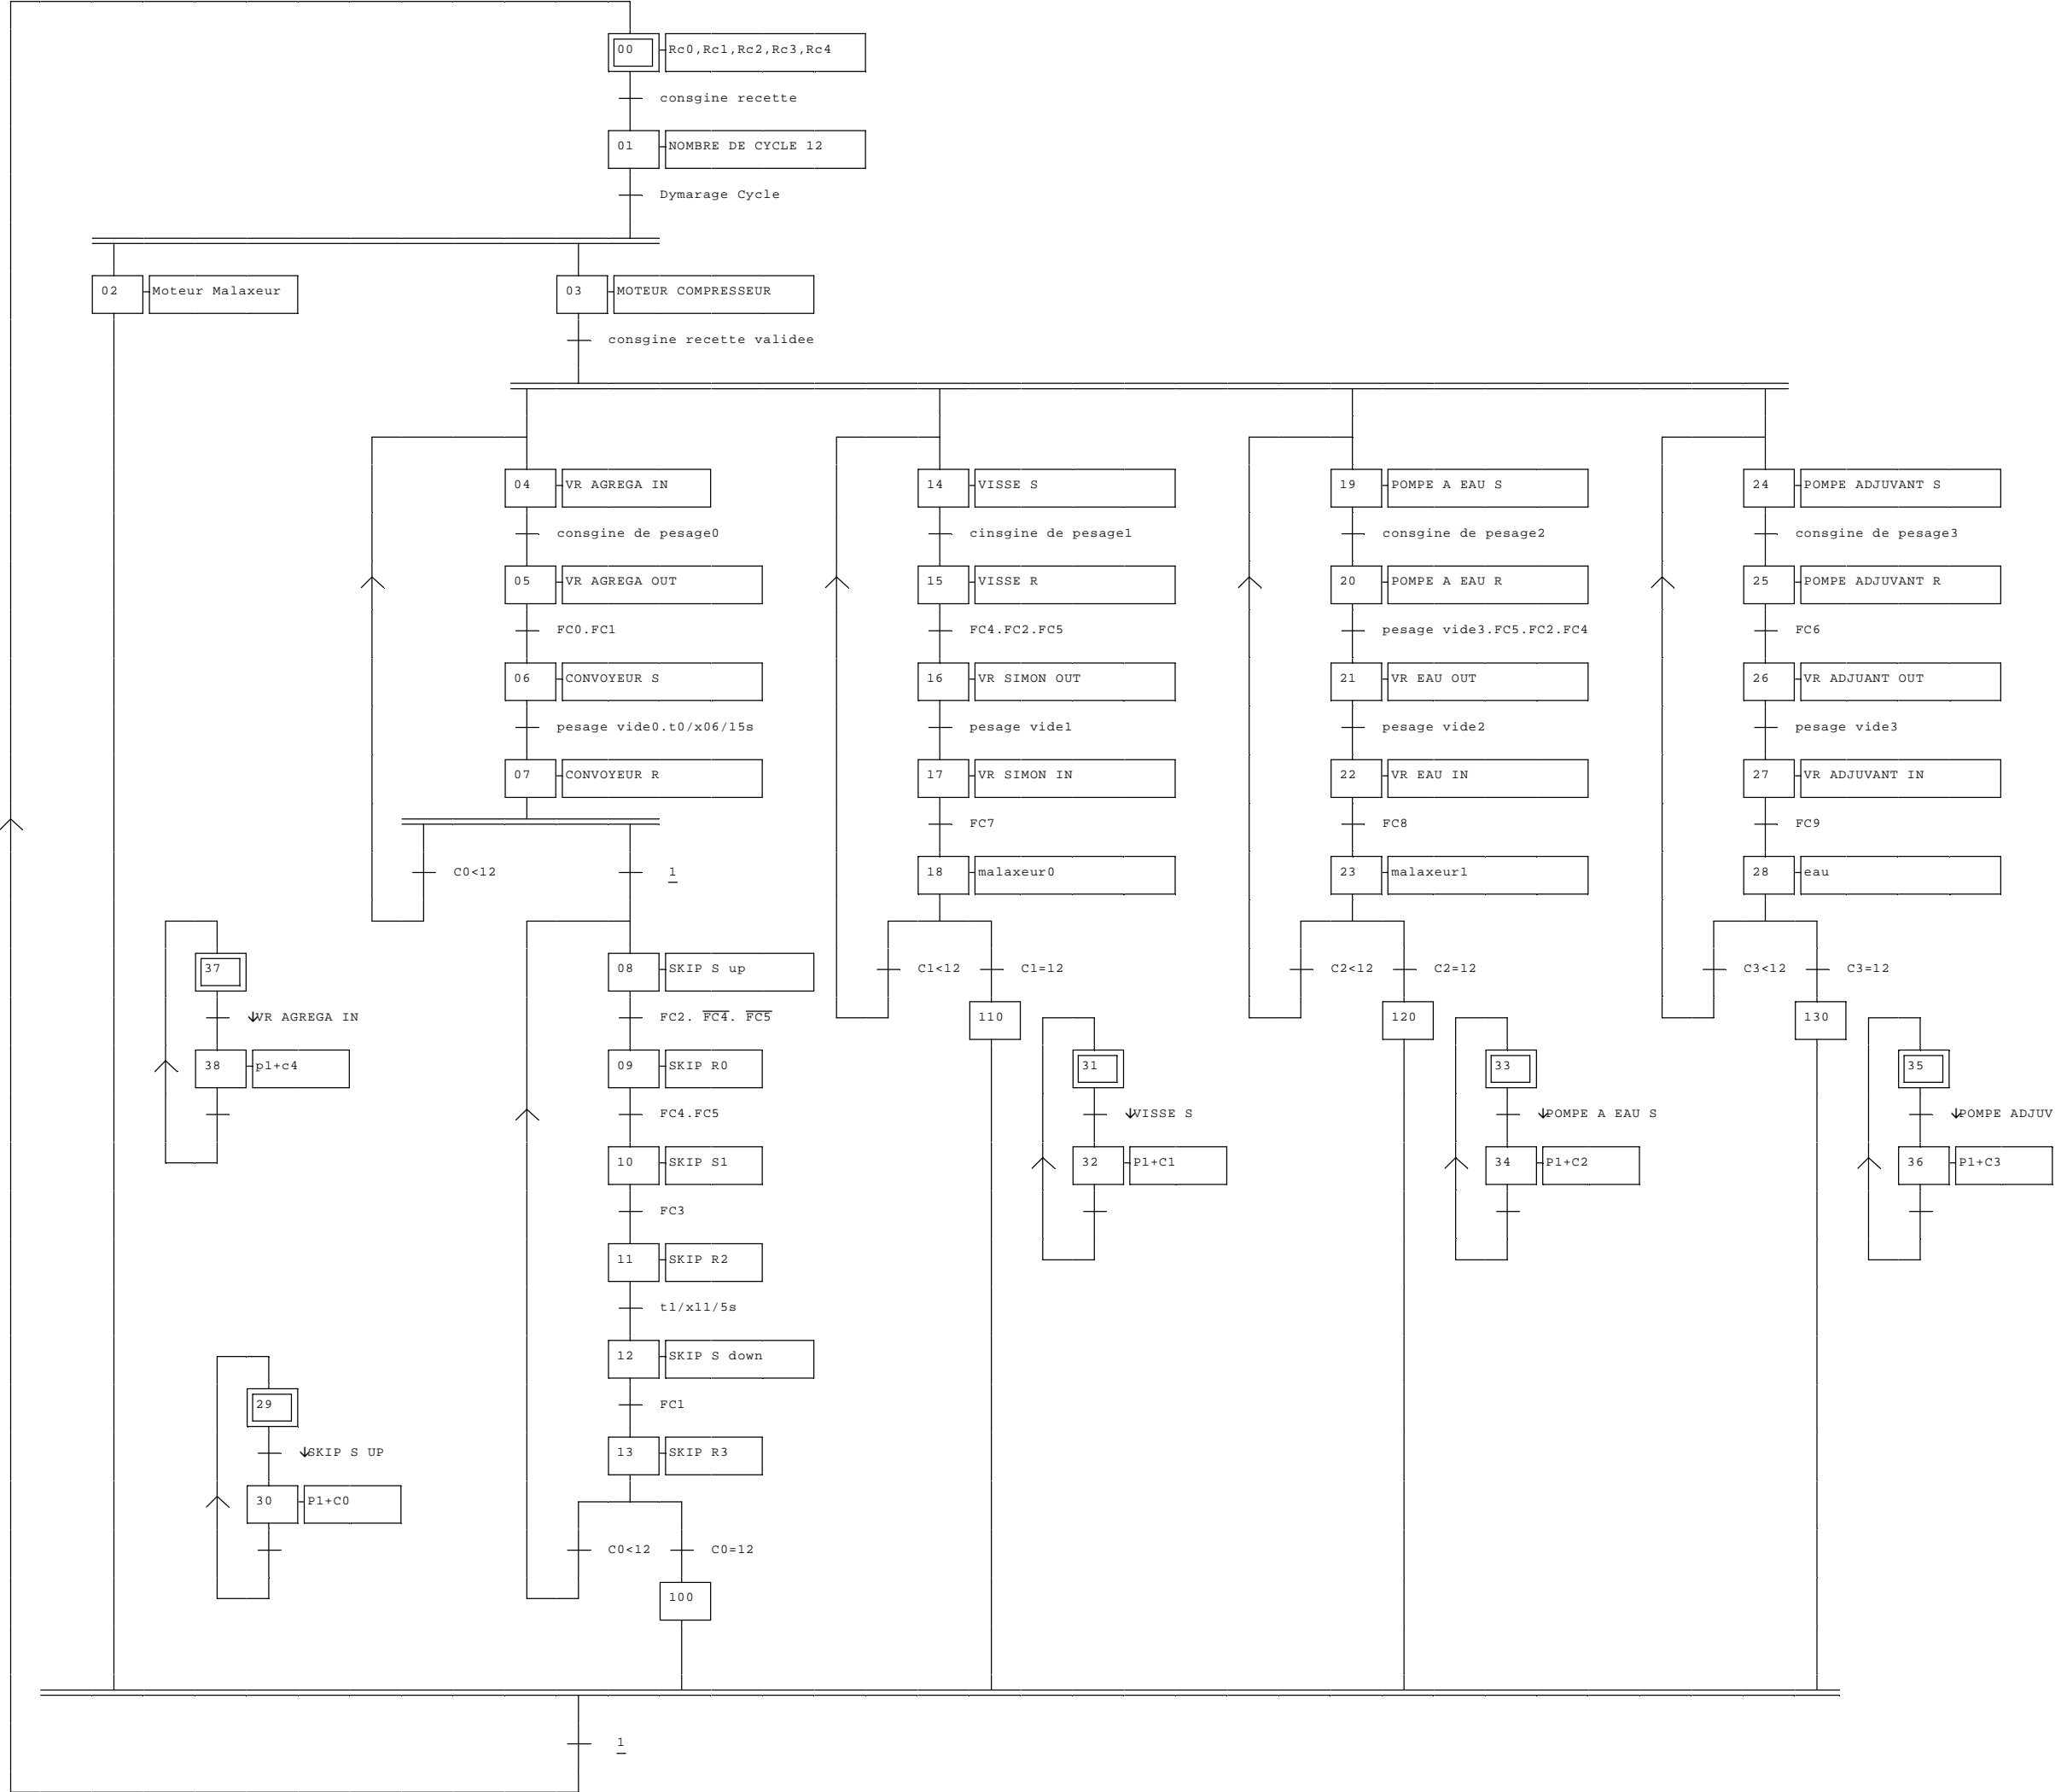 00 Rc0,Rc1,Rc2,Rc3,Rc4
consgine recette
01 NOMBRE DE CYCLE 12
Dymarage Cycle
02 Moteur Malaxeur
03 MOTEUR COMPRESSEUR
consgine recette validee
04 VR AGREGA IN
14 VISSE S
19 POMPE A EAU S
24 POMPE ADJUVANT S
consgine de pesage0
cinsgine de pesage1
consgine de pesage2
consgine de pesage3
05 VR AGREGA OUT
15 VISSE R
20 POMPE A EAU R
25 POMPE ADJUVANT R
FC0.FC1
FC4.FC2.FC5
pesage vide3.FC5.FC2.FC4
FC6
06 CONVOYEUR S
16 VR SIMON OUT
21 VR EAU OUT
26 VR ADJUANT OUT
pesage vide0.t0/x06/15s
pesage vide1
pesage vide2
pesage vide3
07 CONVOYEUR R
17 VR SIMON IN
22 VR EAU IN
27 VR ADJUVANT IN
FC7
FC8
FC9
C0<12
1
18 malaxeur0
23 malaxeur1
28 eau
37
08 SKIP S up
C1<12
C1=12
C2<12
C2=12
C3<12
C3=12
↓VR AGREGA IN
FC2. F̅C̅4̅. F̅C̅5̅
110
120
130
38 p1+c4
09 SKIP R0
31
33
35
FC4.FC5
↓VISSE S
↓POMPE A EAU S
↓POMPE ADJUV
10 SKIP S1
32 P1+C1
34 P1+C2
36 P1+C3
FC3
11 SKIP R2
t1/x11/5s
12 SKIP S down
29
FC1
↓SKIP S UP
13 SKIP R3
30 P1+C0
C0<12
C0=12
100
1